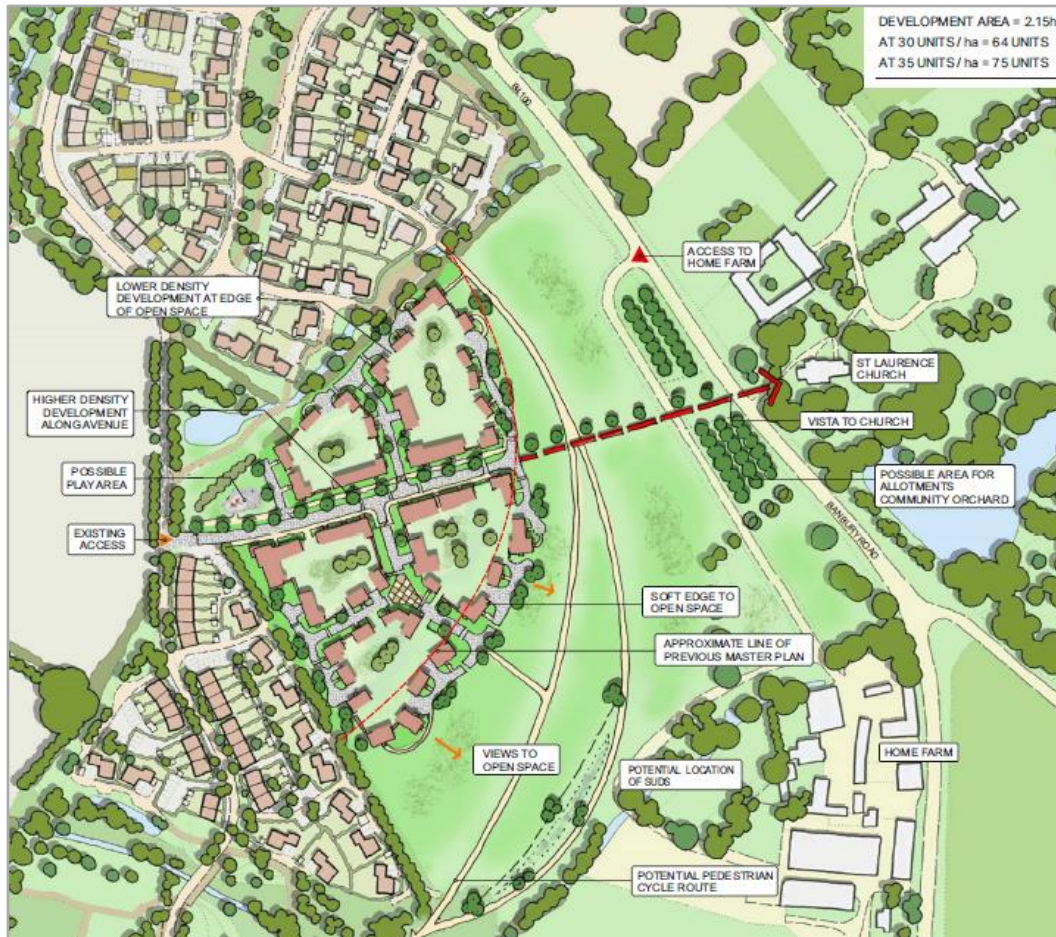 DEVELOPMENT AREA = 2.15h
AT 30 UNITS / ha = 64 UNITS
AT 35 UNITS / ha = 75 UNITS
B4100
ACCESS TO
HOME FARM
LOWER DENSITY
DEVELOPMENT AT EDGE
OF OPEN SPACE
ST LAURENCE
CHURCH
HIGHER DENSITY
DEVELOPMENT
ALONG AVENUE
VISTA TO CHURCH
POSSIBLE
PLAY AREA
POSSIBLE AREA FOR
ALLOTMENTS
COMMUNITY ORCHARD
EXISTING
ACCESS
BANBURY ROAD
SOFT EDGE TO
OPEN SPACE
APPROXIMATE LINE OF
PREVIOUS MASTER PLAN
VIEWS TO
OPEN SPACE
POTENTIAL LOCATION
OF SUDS
HOME FARM
POTENTIAL PEDESTRIAN
CYCLE ROUTE